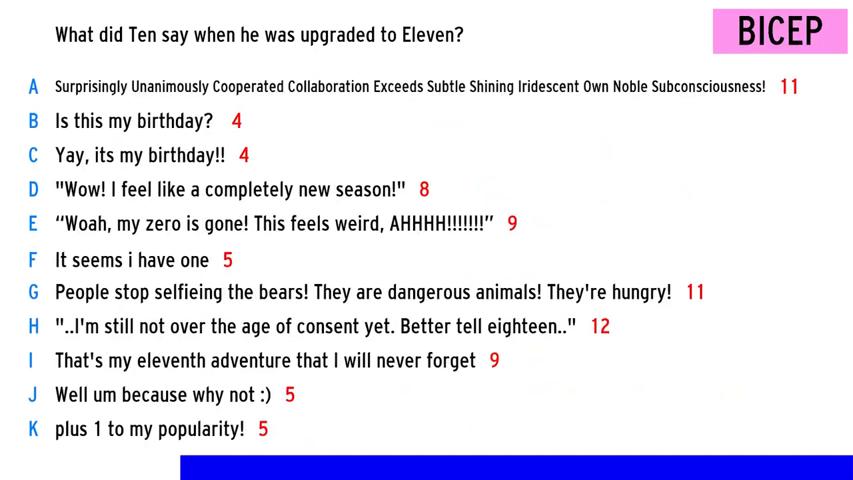 What did Ten say when he was upgraded to Eleven?
BICEP
A Surprisingly Unanimously Cooperated Collaboration Exceeds Subtle Shining Iridescent Own Noble Subconsciousness! 11
B Is this my birthday? 4
C Yay, its my birthday!! 4
D "Wow! I feel like a completely new season!" 8
E “Woah, my zero is gone! This feels weird, AHHHH!!!!!!!” 9
F It seems i have one 5
G People stop selfieing the bears! They are dangerous animals! They're hungry! 11
H "..I'm still not over the age of consent yet. Better tell eighteen.." 12
I That's my eleventh adventure that I will never forget 9
J Well um because why not :) 5
K plus 1 to my popularity! 5